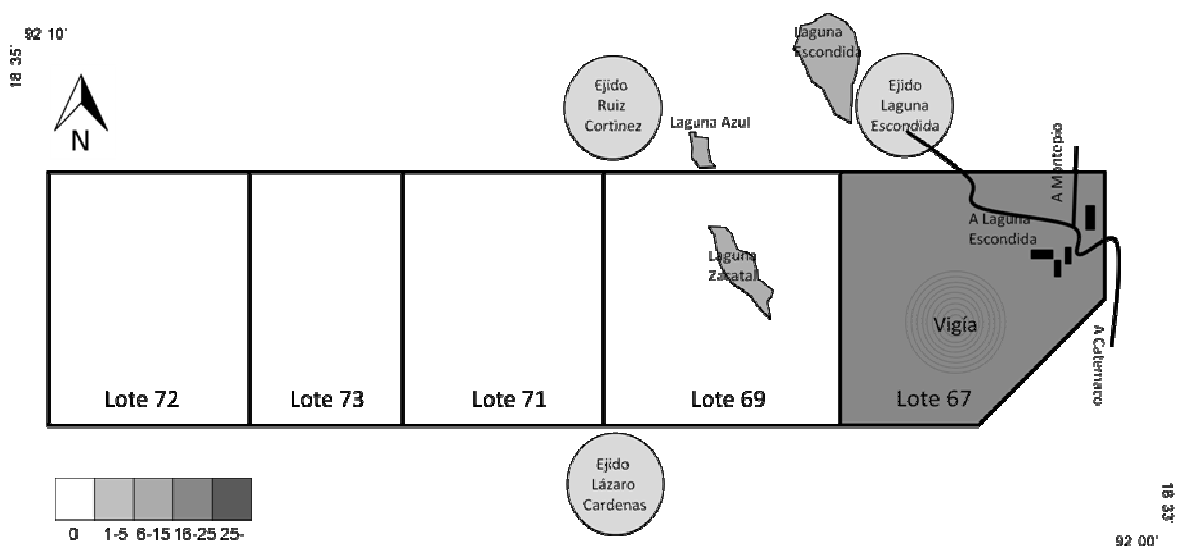 92 10'
18 35'
N
Ejido
Ruiz
Cortinez
Laguna Azul
Laguna
Escondida
Ejido
Laguna
Escondida
A Montopio
A Laguna
Escondida
Laguna
Zacatal
Vigía
A Catemaco
Lote 72
Lote 73
Lote 71
Lote 69
Lote 67
Ejido
Lázaro
Cardenas
0 1-5 6-15 16-25 25-
18 33'
92 00'